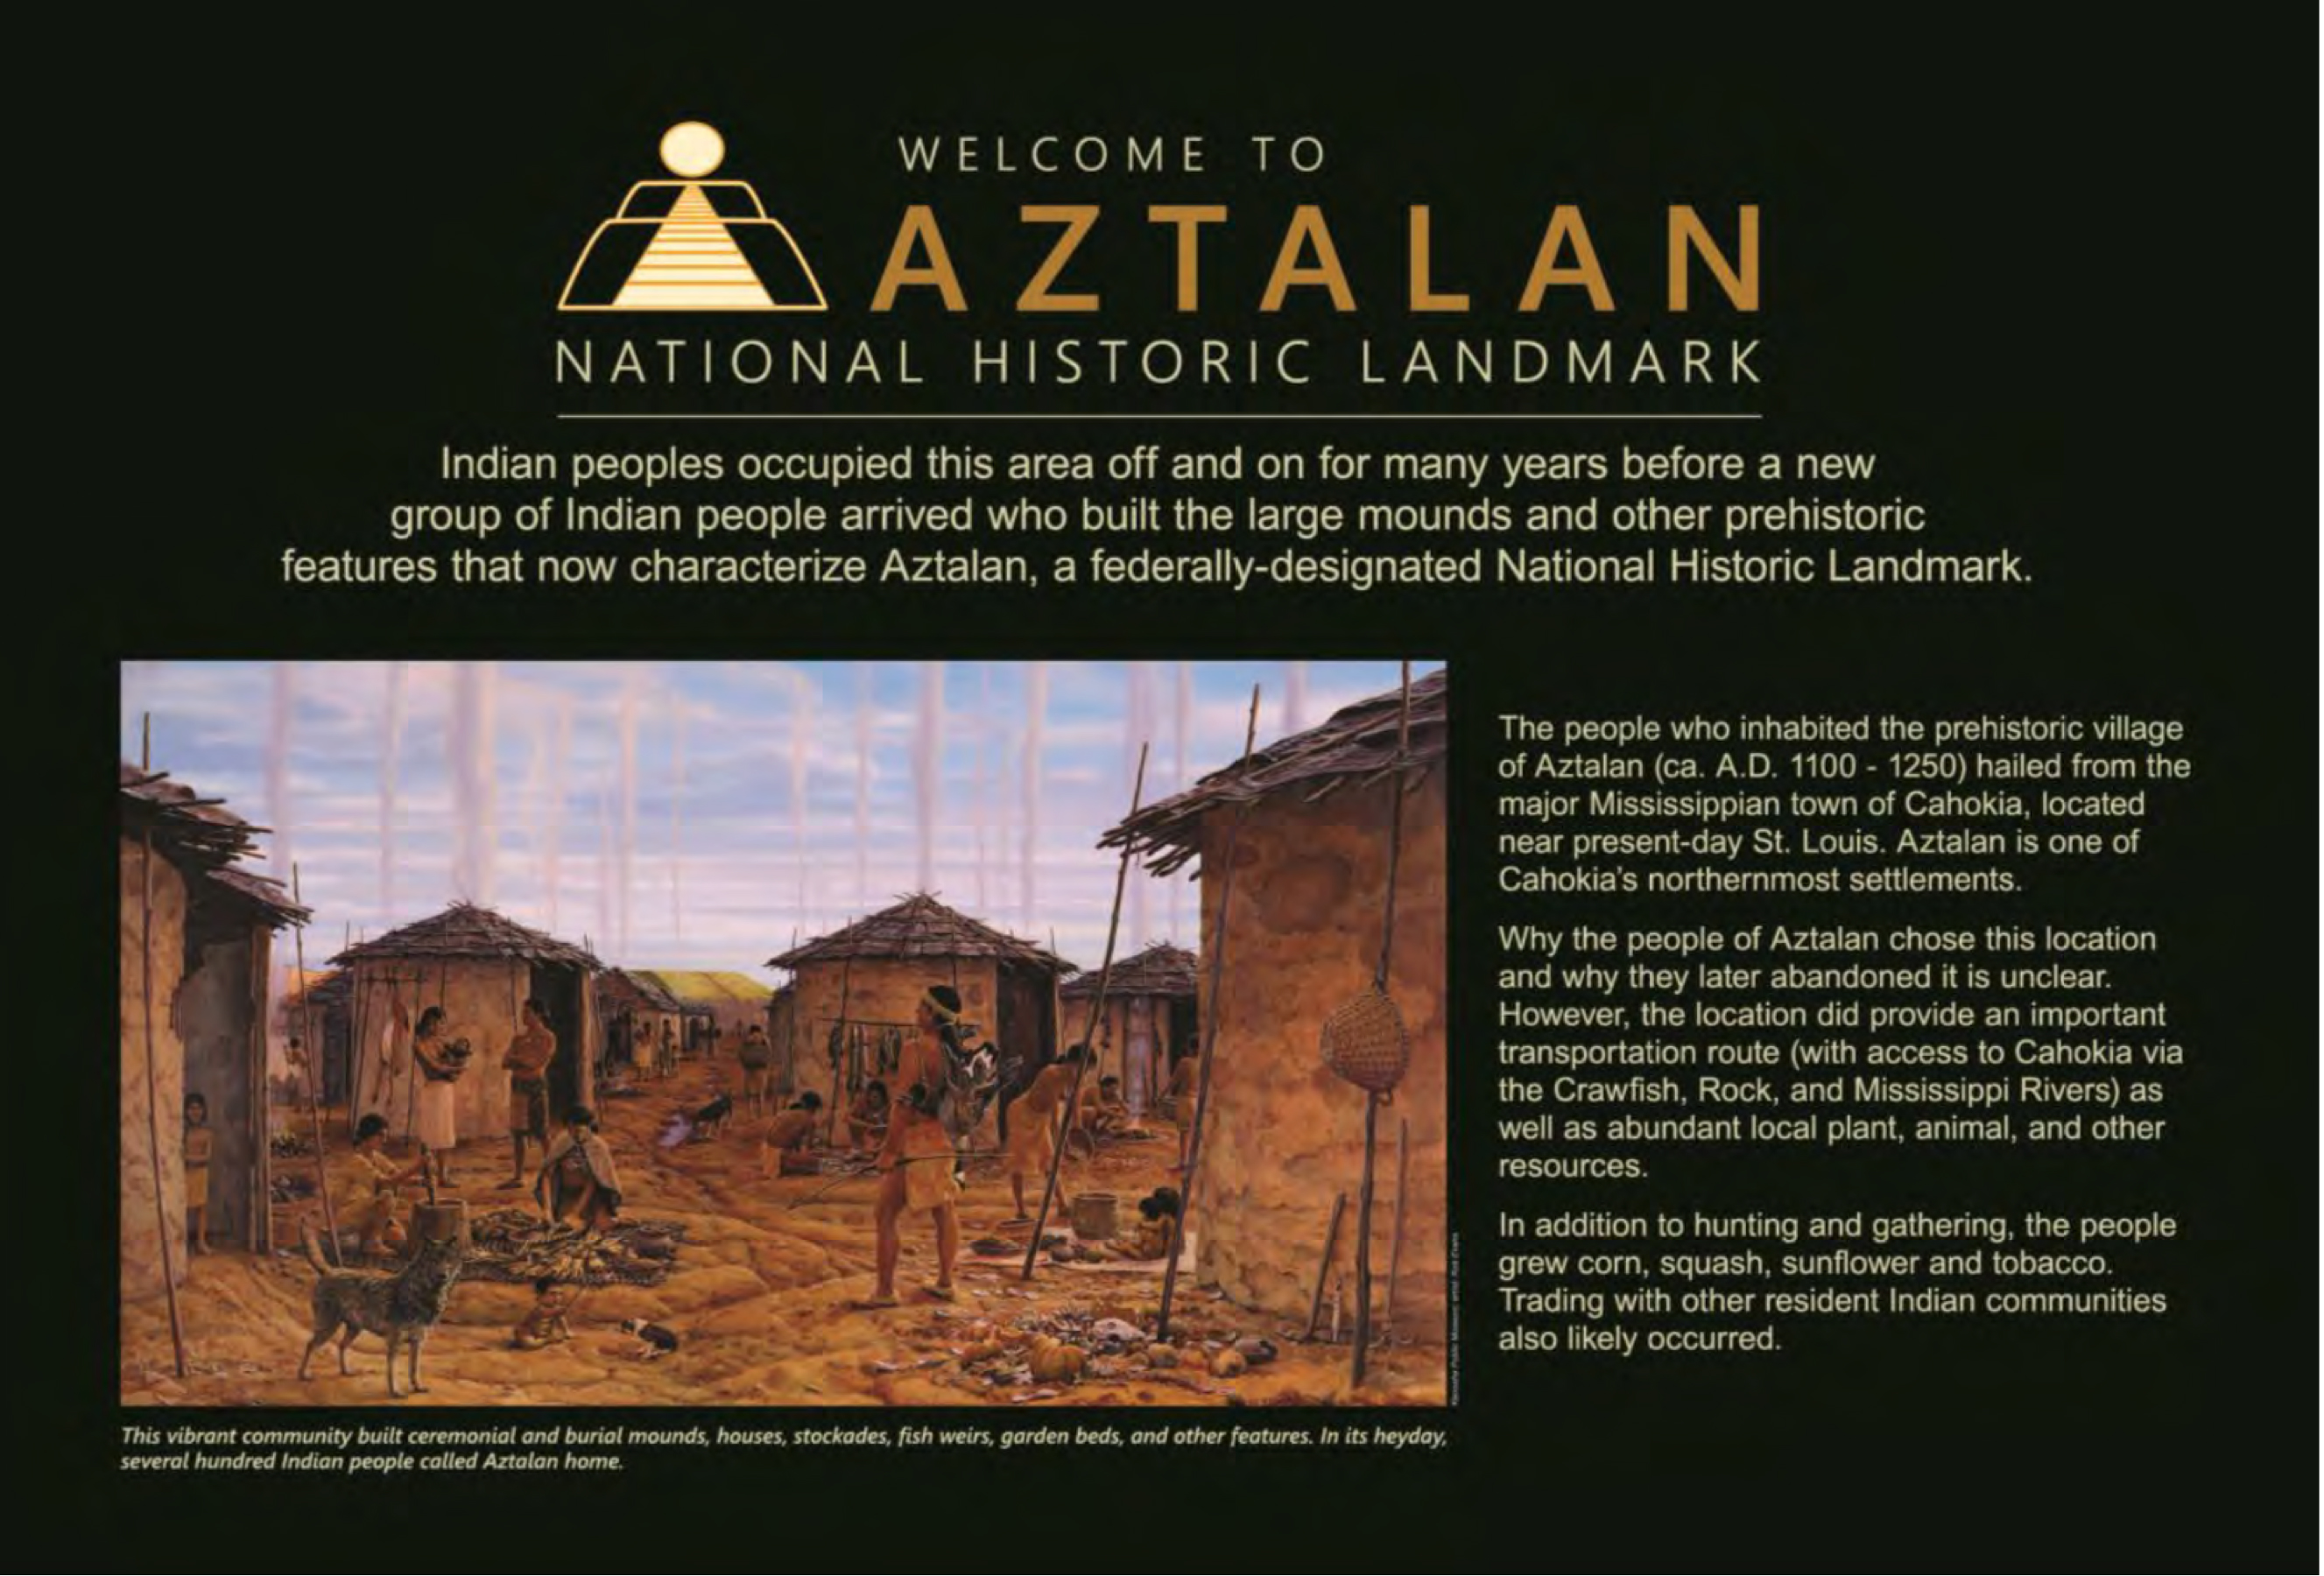 WELCOME TO
AZTALAN
NATIONAL HISTORIC LANDMARK
Indian peoples occupied this area off and on for many years before a new
group of Indian people arrived who built the large mounds and other prehistoric
features that now characterize Aztalan, a federally-designated National Historic Landmark.
The people who inhabited the prehistoric village
of Aztalan (ca. A.D. 1100 - 1250) hailed from the
major Mississippian town of Cahokia, located
near present-day St. Louis. Aztalan is one of
Cahokia's northernmost settlements.
Why the people of Aztalan chose this location
and why they later abandoned it is unclear.
However, the location did provide an important
transportation route (with access to Cahokia via
the Crawfish, Rock, and Mississippi Rivers) as
well as abundant local plant, animal, and other
resources.
In addition to hunting and gathering, the people
grew corn, squash, sunflower and tobacco.
Trading with other resident Indian communities
also likely occurred.
This vibrant community built ceremonial and burial mounds, houses, stockades, fish weirs, garden beds, and other features. In its heyday,
several hundred Indian people called Aztalan home.